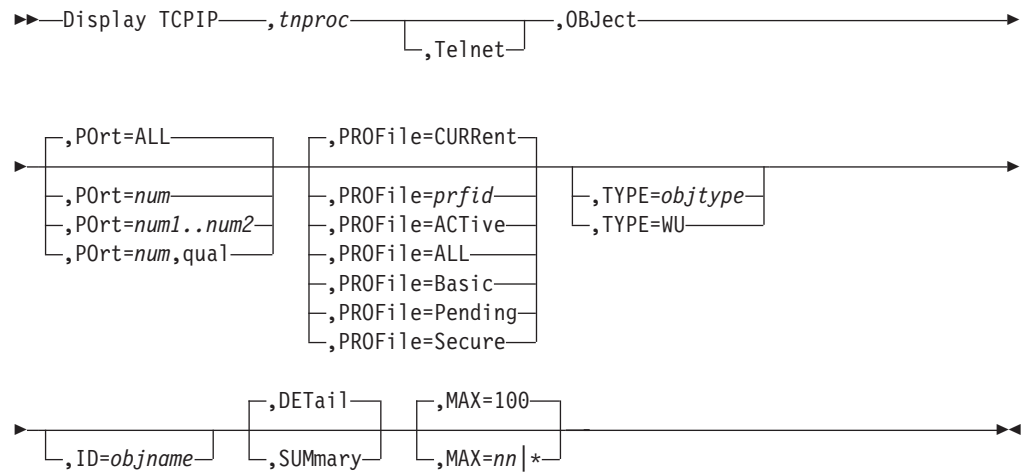 Display TCPIP ,tnproc ,OBJect
,Telnet
,POrt=ALL ,PROFile=CURRent
,POrt=num ,PROFile=prfid ,TYPE=objtype
,POrt=num1..num2 ,PROFile=ACTive ,TYPE=WU
,POrt=num,qual ,PROFile=ALL
,PROFile=Basic
,PROFile=Pending
,PROFile=Secure
,DETail ,MAX=100
,ID=objname ,SUMmary ,MAX=nn|*